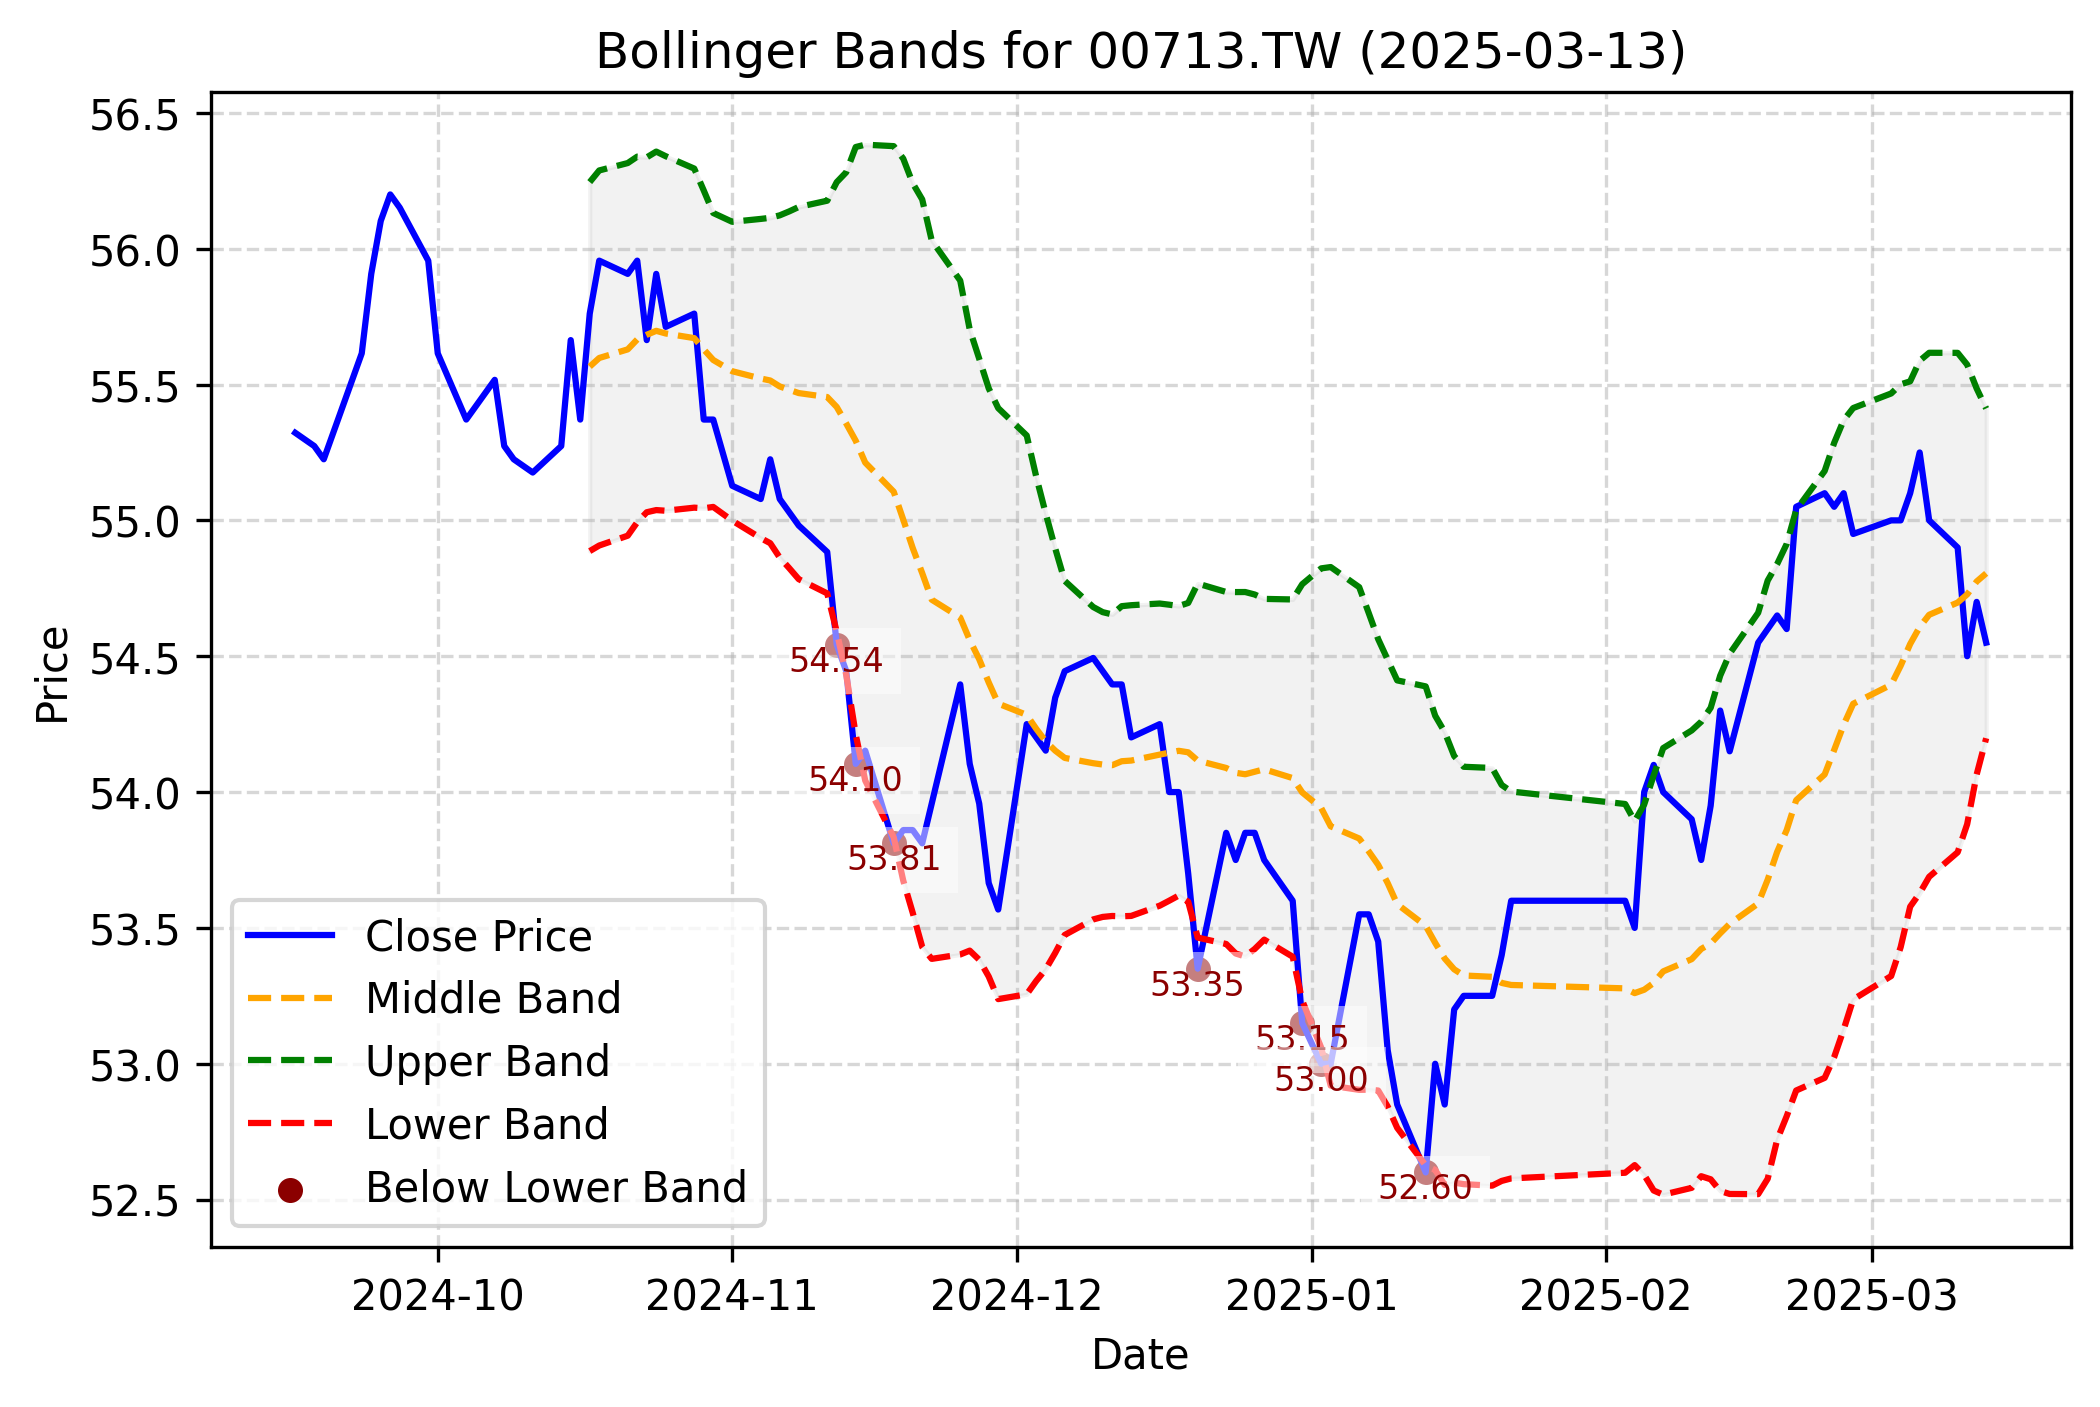 Bollinger Bands for 00713.TW (2025-03-13)
56.5
56.0
55.5
55.0
54.5
54.0
53.5
53.0
52.5
Price
54.54
54.10
53.81
53.35
53.15
53.00
52.60
Close Price
Middle Band
Upper Band
Lower Band
Below Lower Band
2024-10 2024-11 2024-12 2025-01 2025-02 2025-03
Date